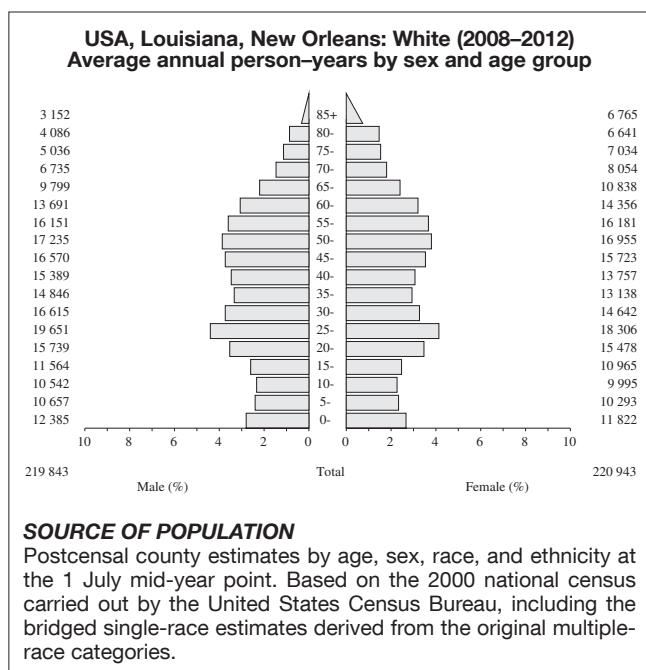 USA, Louisiana, New Orleans: White (2008–2012)
Average annual person–years by sex and age group
3 152 85+ 6 765
4 086 80- 6 641
5 036 75- 7 034
6 735 70- 8 054
9 799 65- 10 838
13 691 60- 14 356
16 151 55- 16 181
17 235 50- 16 955
16 570 45- 15 723
15 389 40- 13 757
14 846 35- 13 138
16 615 30- 14 642
19 651 25- 18 306
15 739 20- 15 478
11 564 15- 10 965
10 542 10- 9 995
10 657 5- 10 293
12 385 0- 11 822
10 8 6 4 2 0 0 2 4 6 8 10
219 843 Total 220 943
Male (%) Female (%)
SOURCE OF POPULATION
Postcensal county estimates by age, sex, race, and ethnicity at
the 1 July mid-year point. Based on the 2000 national census
carried out by the United States Census Bureau, including the
bridged single-race estimates derived from the original multiple-
race categories.